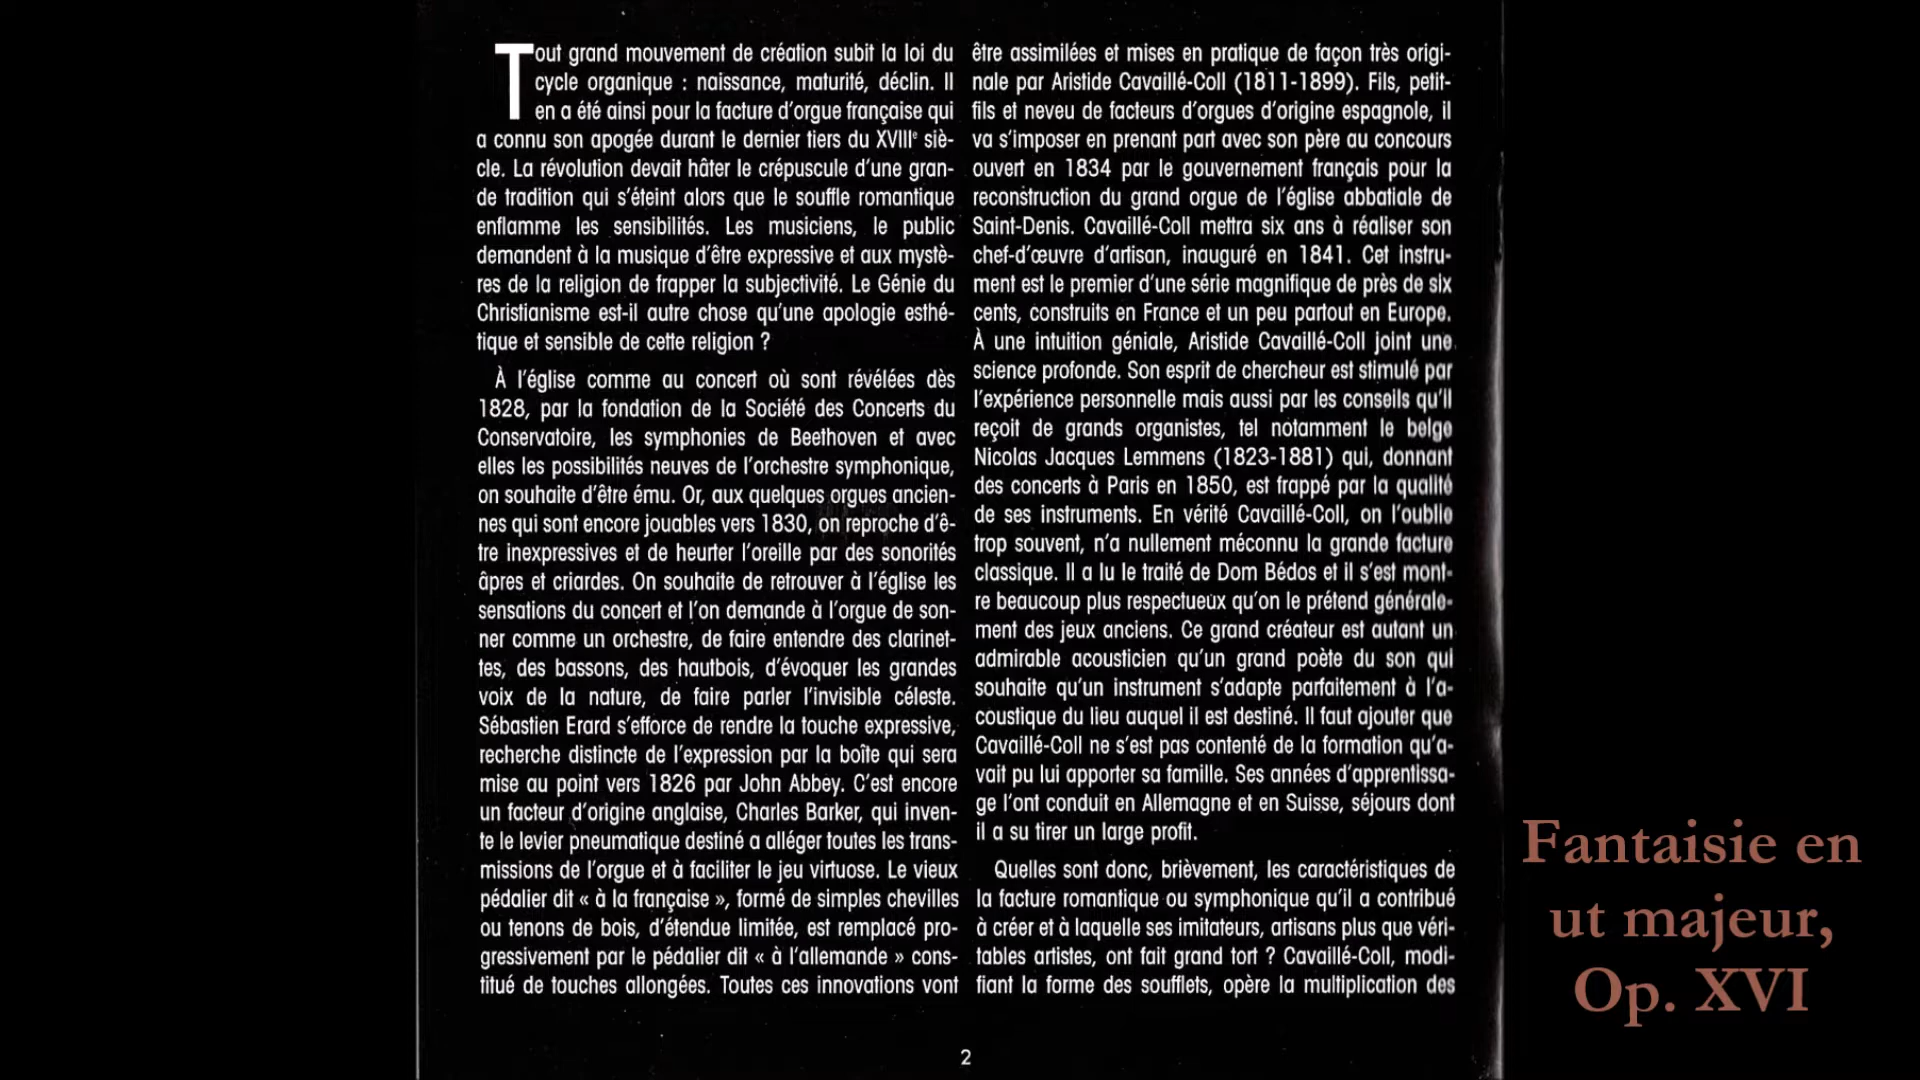 Tout grand mouvement de création subit la loi du
cycle organique : naissance, maturité, déclin. Il
en a été ainsi pour la facture d'orgue française qui
a connu son apogée durant le dernier tiers du XVIIIe siè-
cle. La révolution devait hâter le crépuscule d'une gran-
de tradition qui s'éteint alors que le souffle romantique
enflamme les sensibilités. Les musiciens, le public
demandent à la musique d'être expressive et aux mystè-
res de la religion de frapper la subjectivité. Le Génie du
Christianisme est-il autre chose qu'une apologie esthé-
tique et sensible de cette religion ?
À l'église comme au concert où sont révélées dès
1828, par la fondation de la Société des Concerts du
Conservatoire, les symphonies de Beethoven et avec
elles les possibilités neuves de l'orchestre symphonique,
on souhaite d'être ému. Or, aux quelques orgues ancien-
nes qui sont encore jouables vers 1830, on reproche d'ê-
tre inexpressives et de heurter l'oreille par des sonorités
âpres et criardes. On souhaite de retrouver à l'église les
sensations du concert et l'on demande à l'orgue de son-
ner comme un orchestre, de faire entendre des clarinet-
tes, des bassons, des hautbois, d'évoquer les grandes
voix de la nature, de faire parler l'invisible céleste.
Sébastien Erard s'efforce de rendre la touche expressive,
recherche distincte de l'expression par la boîte qui sera
mise au point vers 1826 par John Abbey. C'est encore
un facteur d'origine anglaise, Charles Barker, qui inven-
te le levier pneumatique destiné a alléger toutes les trans-
missions de l'orgue et à faciliter le jeu virtuose. Le vieux
pédalier dit « à la française », formé de simples chevilles
ou tenons de bois, d'étendue limitée, est remplacé pro-
gressivement par le pédalier dit « à l'allemande » cons-
titué de touches allongées. Toutes ces innovations vont
être assimilées et mises en pratique de façon très origi-
nale par Aristide Cavaillé-Coll (1811-1899). Fils, petit-
fils et neveu de facteurs d'orgues d'origine espagnole, il
va s'imposer en prenant part avec son père au concours
ouvert en 1834 par le gouvernement français pour la
reconstruction du grand orgue de l'église abbatiale de
Saint-Denis. Cavaillé-Coll mettra six ans à réaliser son
chef-d'œuvre d'artisan, inauguré en 1841. Cet instru-
ment est le premier d'une série magnifique de près de six
cents, construits en France et un peu partout en Europe.
À une intuition géniale, Aristide Cavaillé-Coll joint une
science profonde. Son esprit de chercheur est stimulé par
l'expérience personnelle mais aussi par les conseils qu'il
reçoit de grands organistes, tel notamment le belge
Nicolas Jacques Lemmens (1823-1881) qui, donnant
des concerts à Paris en 1850, est frappé par la qualité
de ses instruments. En vérité Cavaillé-Coll, on l'oublie
trop souvent, n'a nullement méconnu la grande facture
classique. Il a lu le traité de Dom Bédos et il s'est mont-
re beaucoup plus respectueux qu'on le prétend générale-
ment des jeux anciens. Ce grand créateur est autant un
admirable acousticien qu'un grand poète du son qui
souhaite qu'un instrument s'adapte parfaitement à l'a-
coustique du lieu auquel il est destiné. Il faut ajouter que
Cavaillé-Coll ne s'est pas contenté de la formation qu'a-
vait pu lui apporter sa famille. Ses années d'apprentissa-
ge l'ont conduit en Allemagne et en Suisse, séjours dont
il a su tirer un large profit.
Quelles sont donc, brièvement, les caractéristiques de
la facture romantique ou symphonique qu'il a contribué
à créer et à laquelle ses imitateurs, artisans plus que véri-
tables artistes, ont fait grand tort ? Cavaillé-Coll, modi-
fiant la forme des soufflets, opère la multiplication des
2
Fantaisie en
ut majeur,
Op. XVI